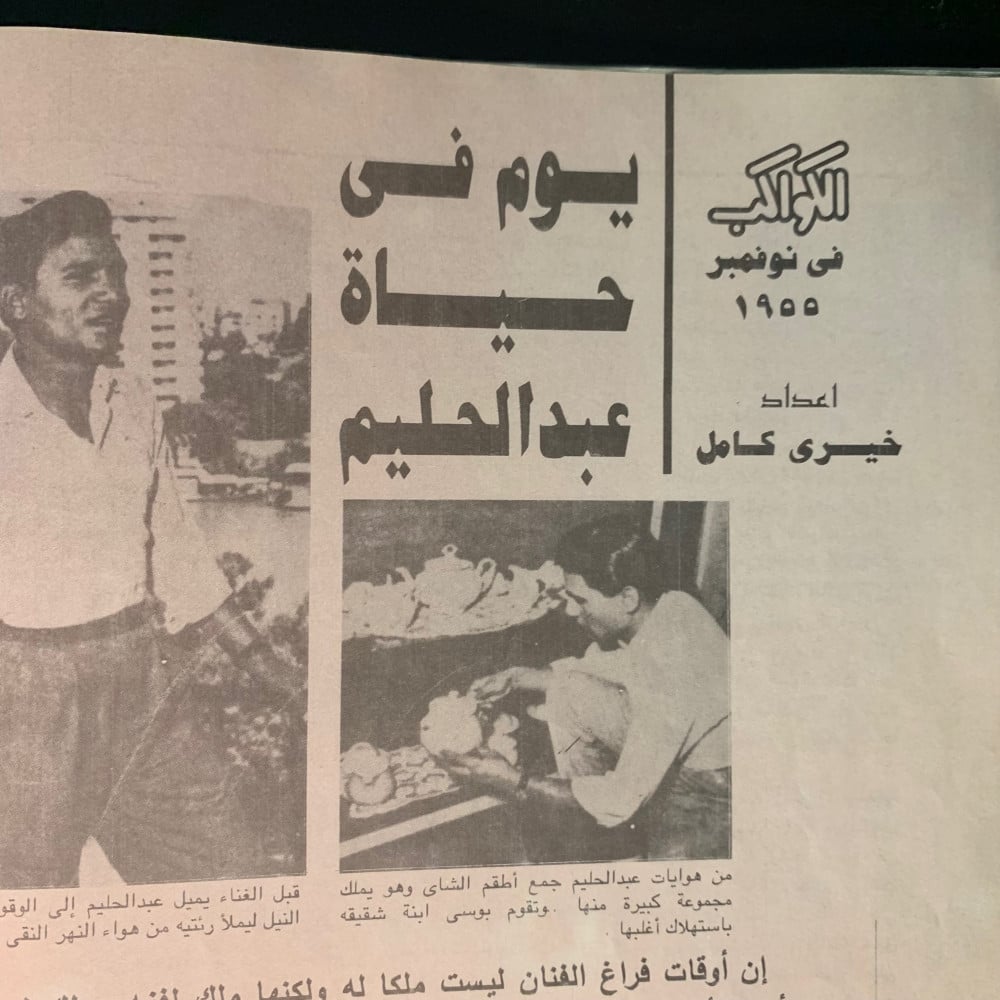 الكواكب
فى نوفمبر
١٩٥٥
اعداد
خيرى كامل
يوم فى
حياة
عبدالحليم
من هوايات عبدالحليم جمع أطقم الشاى وهو يملك
مجموعة كبيرة منها .وتقوم بوسى ابنة شقيقه
باستهلاك أغلبها .
قبل الغناء يميل عبدالحليم إلى
النيل ليملأ رئتيه من هواء النهر النقى
إن أوقات فراغ الفنان ليست ملكا له ولكنها ملك لفنه